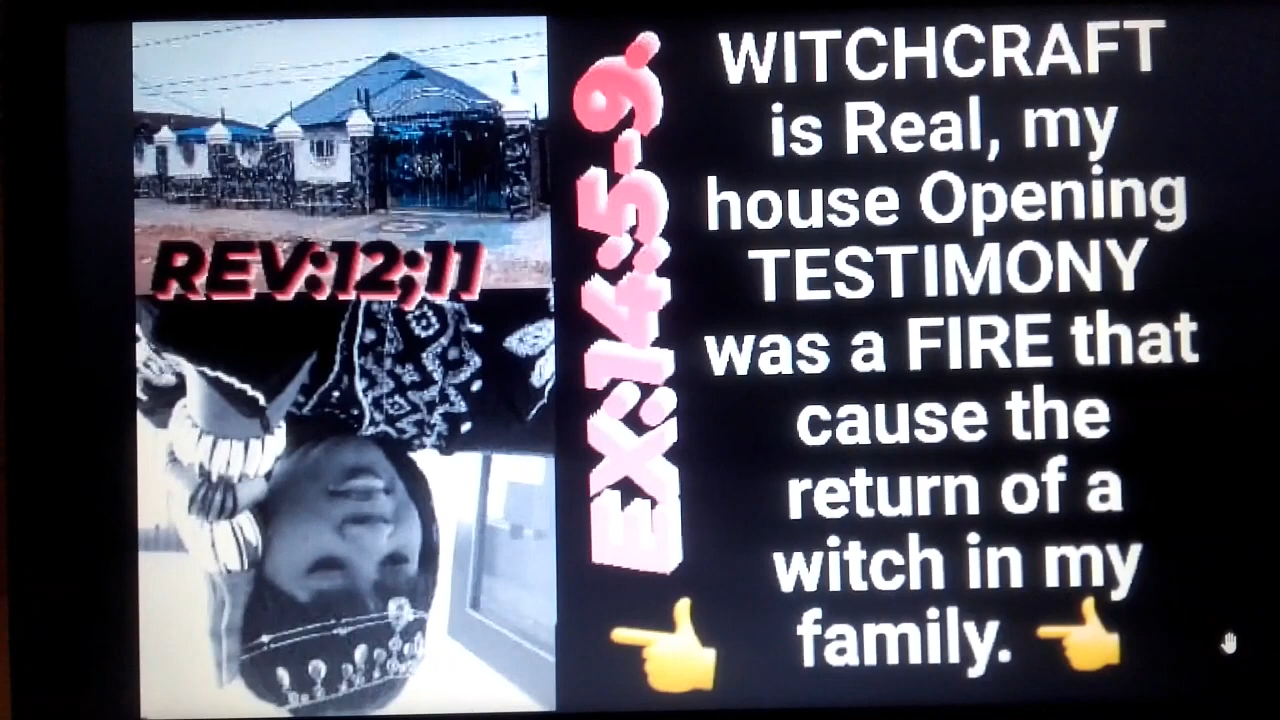 REV:12;11
EX:14:5-9,
WITCHCRAFT
is Real, my
house Opening
TESTIMONY
was a FIRE that
cause the
return of a
witch in my
family.